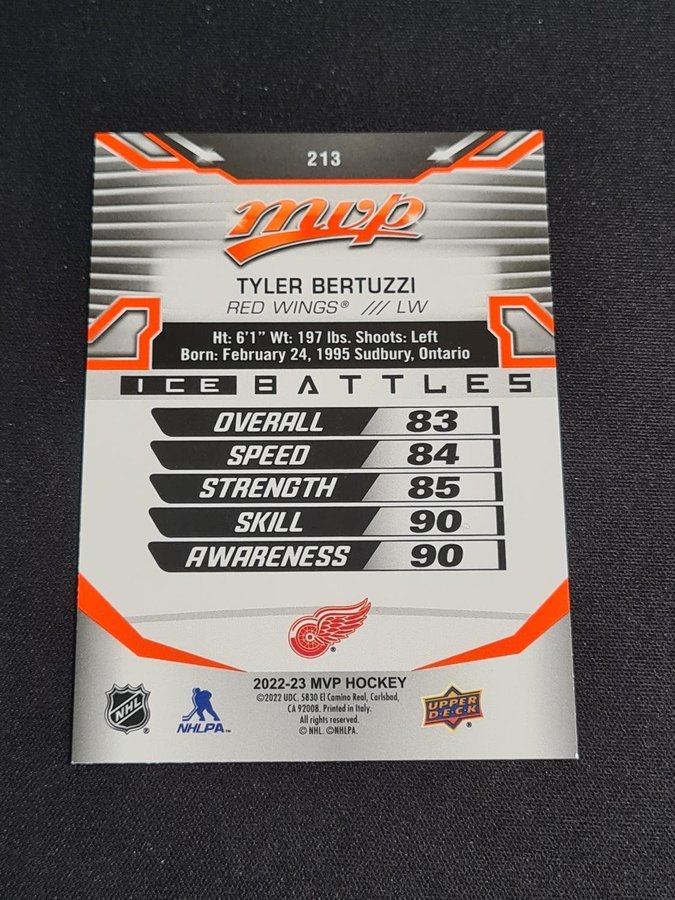 213
mvp
TYLER BERTUZZI
RED WINGS® /// LW
Ht: 6'1" Wt: 197 lbs. Shoots: Left
Born: February 24, 1995 Sudbury, Ontario
ICE BATTLES
OVERALL 83
SPEED 84
STRENGTH 85
SKILL 90
AWARENESS 90
2022-23 MVP HOCKEY
©2022 UDC. 5830 El Camino Real, Carlsbad,
CA 92008. Printed in Italy.
All rights reserved.
© NHL. ©NHLPA.
NHL
NHLPA™
UPPER
DECK